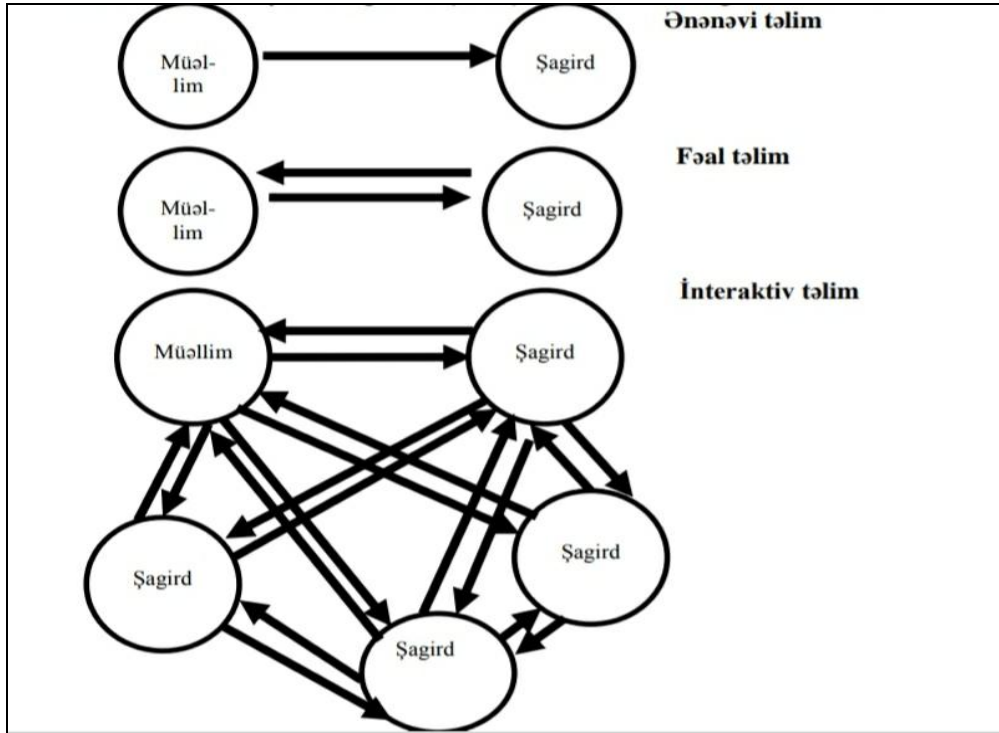 Ənənəvi təlim
Müəl-
lim
Şagird
Fəal təlim
Müəl-
lim
Şagird
İnteraktiv təlim
Müəllim
Şagird
Şagird
Şagird
Şagird